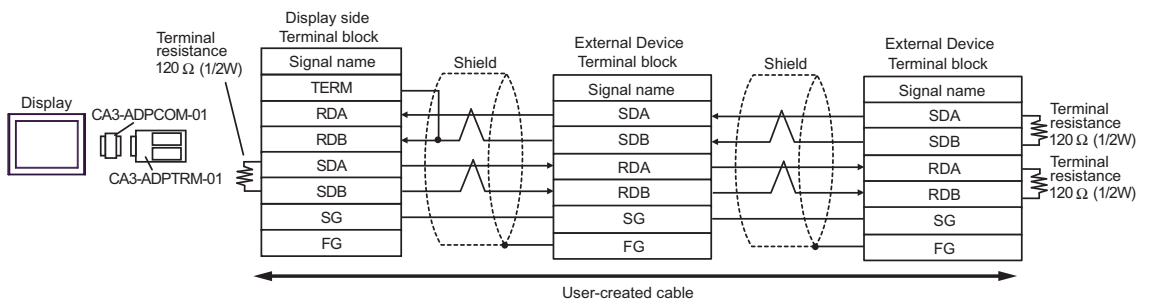 Display
CA3-ADPCOM-01
CA3-ADPTRM-01
Terminal
resistance
120 Ω (1/2W)
Display side
Terminal block
Signal name
TERM
RDA
RDB
SDA
SDB
SG
FG
Shield
External Device
Terminal block
Signal name
SDA
SDB
RDA
RDB
SG
FG
Shield
External Device
Terminal block
Signal name
SDA
SDB
RDA
RDB
SG
FG
Terminal
resistance
120 Ω (1/2W)
Terminal
resistance
120 Ω (1/2W)
User-created cable